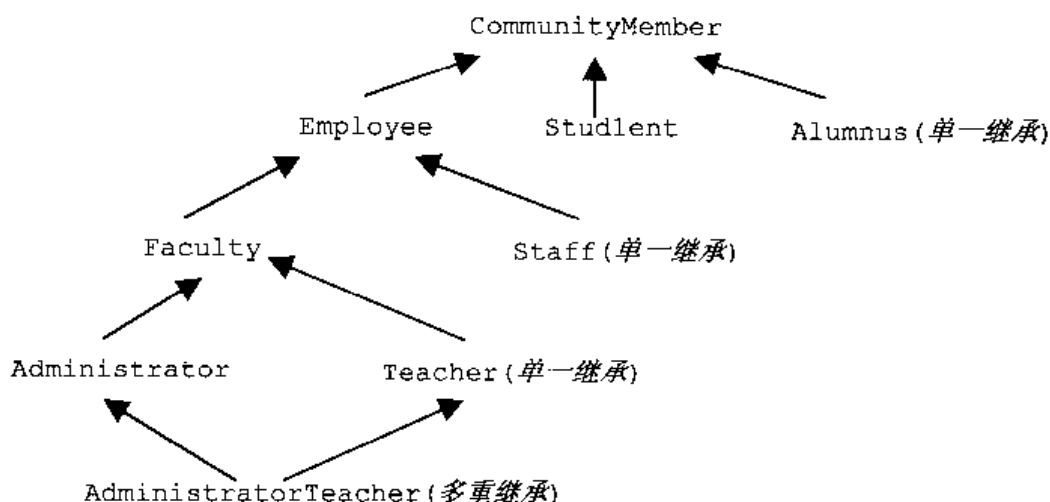 CommunityMember
Employee Stud1ent Alumnus(单一继承)
Faculty Staff(单一继承)
Administrator Teacher(单一继承)
AdministratorTeacher(多重继承)